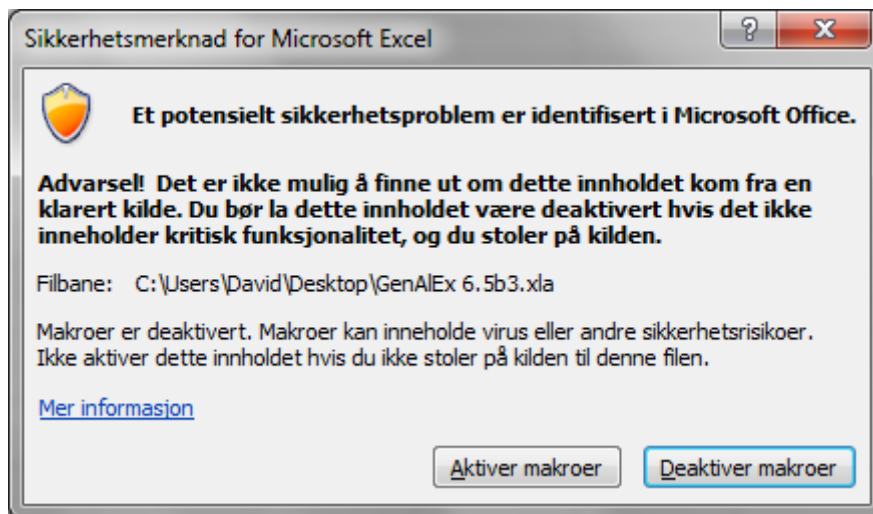 Sikkerhetsmerknad for Microsoft Excel
Et potensielt sikkerhetsproblem er identifisert i Microsoft Office.
Advarsel! Det er ikke mulig å finne ut om dette innholdet kom fra en
klarert kilde. Du bør la dette innholdet være deaktivert hvis det ikke
inneholder kritisk funksjonalitet, og du stoler på kilden.
Filbane: C:\Users\David\Desktop\GenAlEx 6.5b3.xla
Makroer er deaktivert. Makroer kan inneholde virus eller andre sikkerhetsrisikoer.
Ikke aktiver dette innholdet hvis du ikke stoler på kilden til denne filen.
Mer informasjon
Aktiver makroer Deaktiver makroer